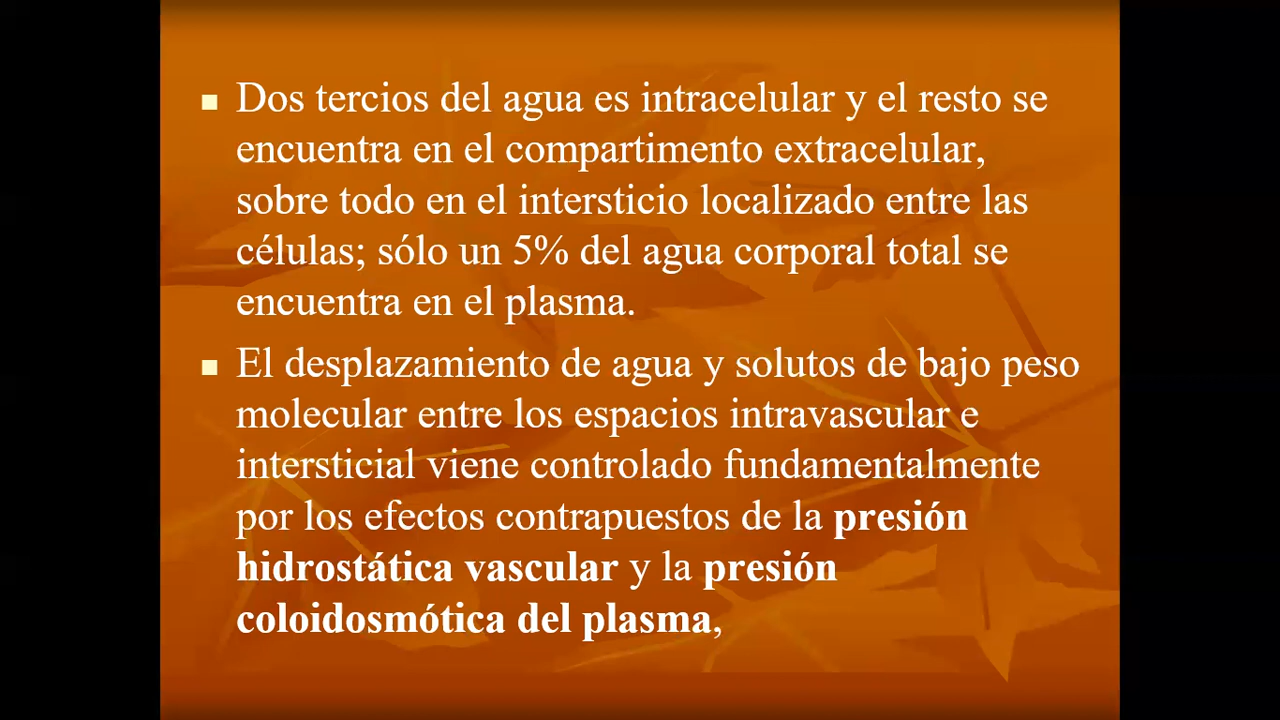 Dos tercios del agua es intracelular y el resto se
encuentra en el compartimento extracelular,
sobre todo en el intersticio localizado entre las
células; sólo un 5% del agua corporal total se
encuentra en el plasma.
El desplazamiento de agua y solutos de bajo peso
molecular entre los espacios intravascular e
intersticial viene controlado fundamentalmente
por los efectos contrapuestos de la presión
hidrostática vascular y la presión
coloidosmótica del plasma,